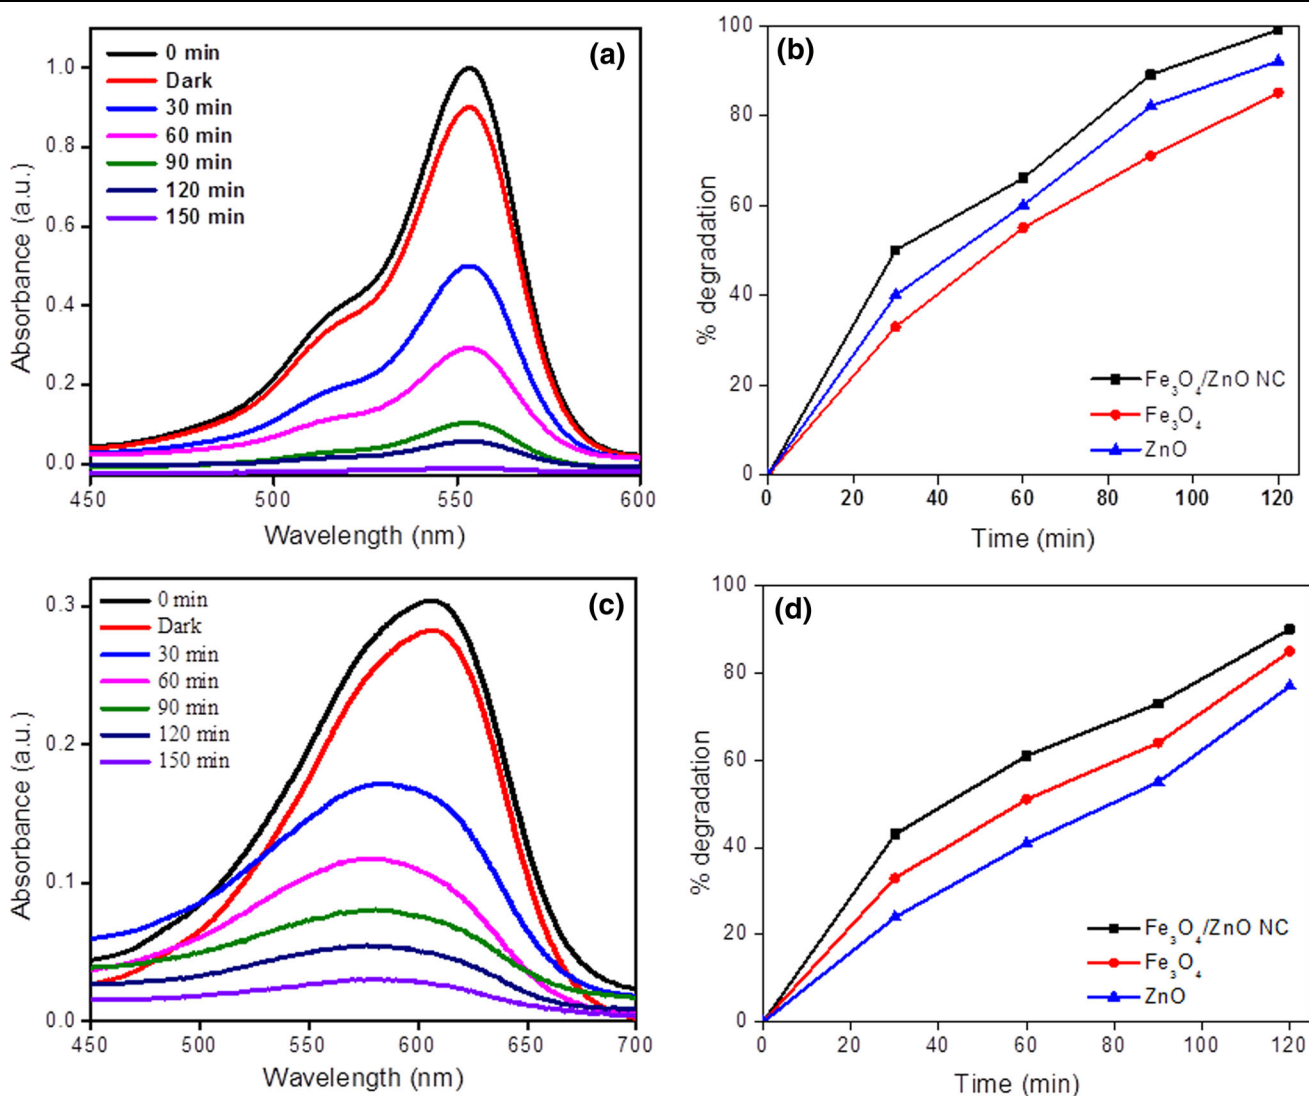 (a)
0 min
Dark
30 min
60 min
90 min
120 min
150 min
1.0
0.8
0.6
0.4
0.2
0.0
450
500
550
600
Absorbance (a.u.)
Wavelength (nm)
(b)
100
80
60
40
20
0
0
20
40
60
80
100
120
% degradation
Time (min)
Fe₃O₄/ZnO NC
Fe₃O₄
ZnO
(c)
0 min
Dark
30 min
60 min
90 min
120 min
150 min
0.3
0.2
0.1
0.0
450
500
550
600
650
700
Absorbance (a.u.)
Wavelength (nm)
(d)
100
80
60
40
20
0
0
20
40
60
80
100
120
% degradation
Time (min)
Fe₃O₄/ZnO NC
Fe₃O₄
ZnO